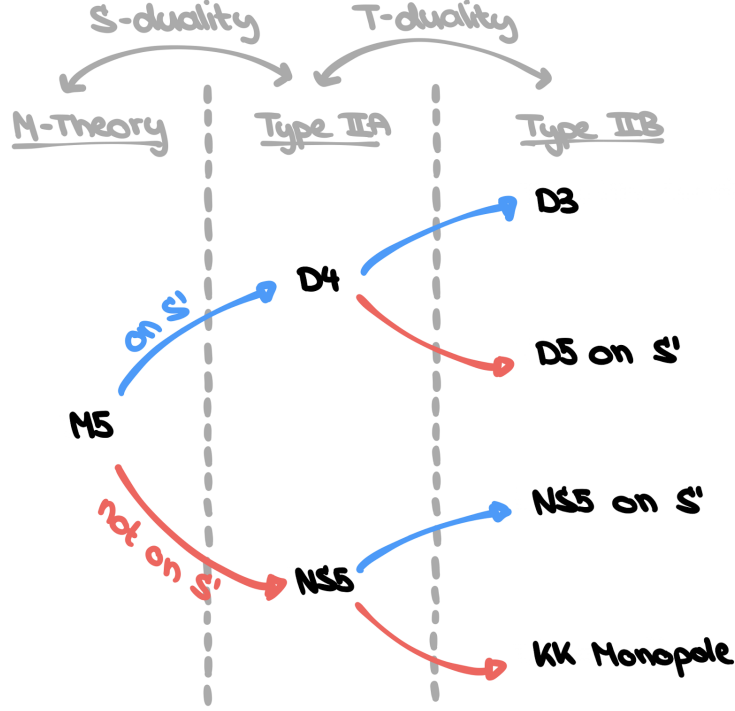 S-duality
T-duality
M-Theory
Type IIA
Type IIB
D3
D4
on S'
D5 on S'
M5
NS5 on S'
not on S'
NS5
KK Monopole